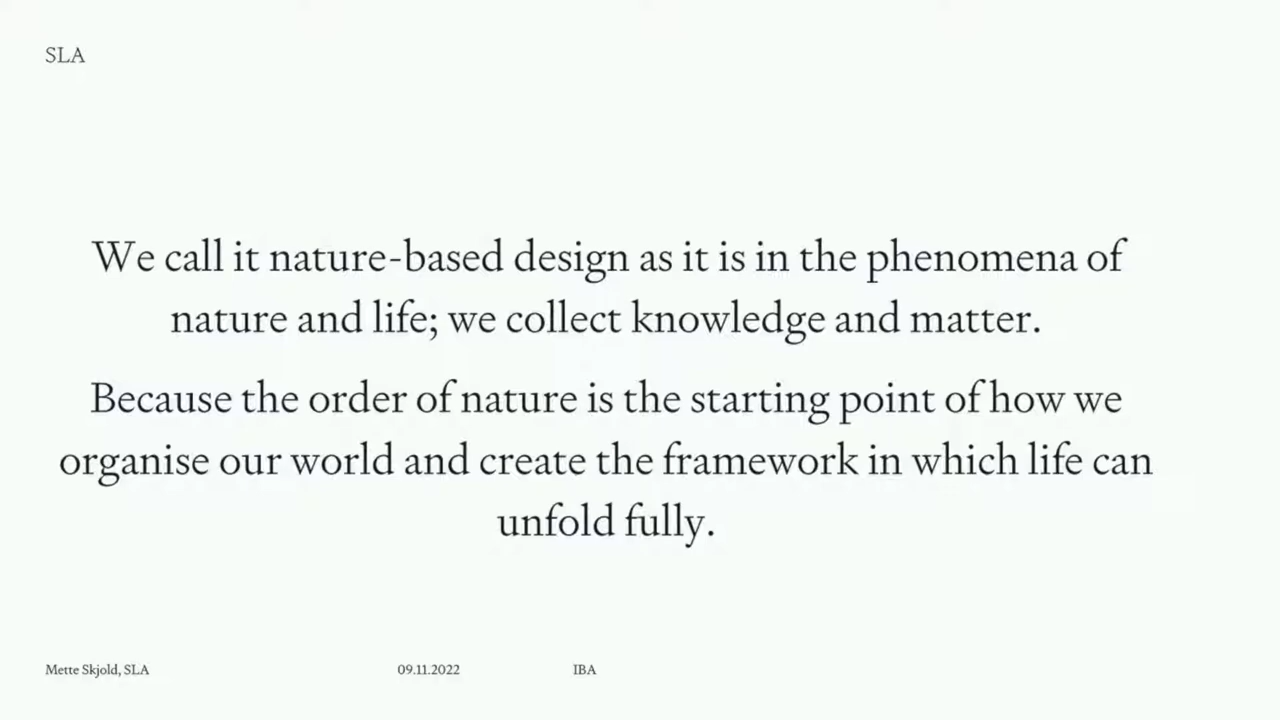 SLA
We call it nature-based design as it is in the phenomena of
nature and life; we collect knowledge and matter.
Because the order of nature is the starting point of how we
organise our world and create the framework in which life can
unfold fully.
Mette Skjold, SLA 09.11.2022 IBA